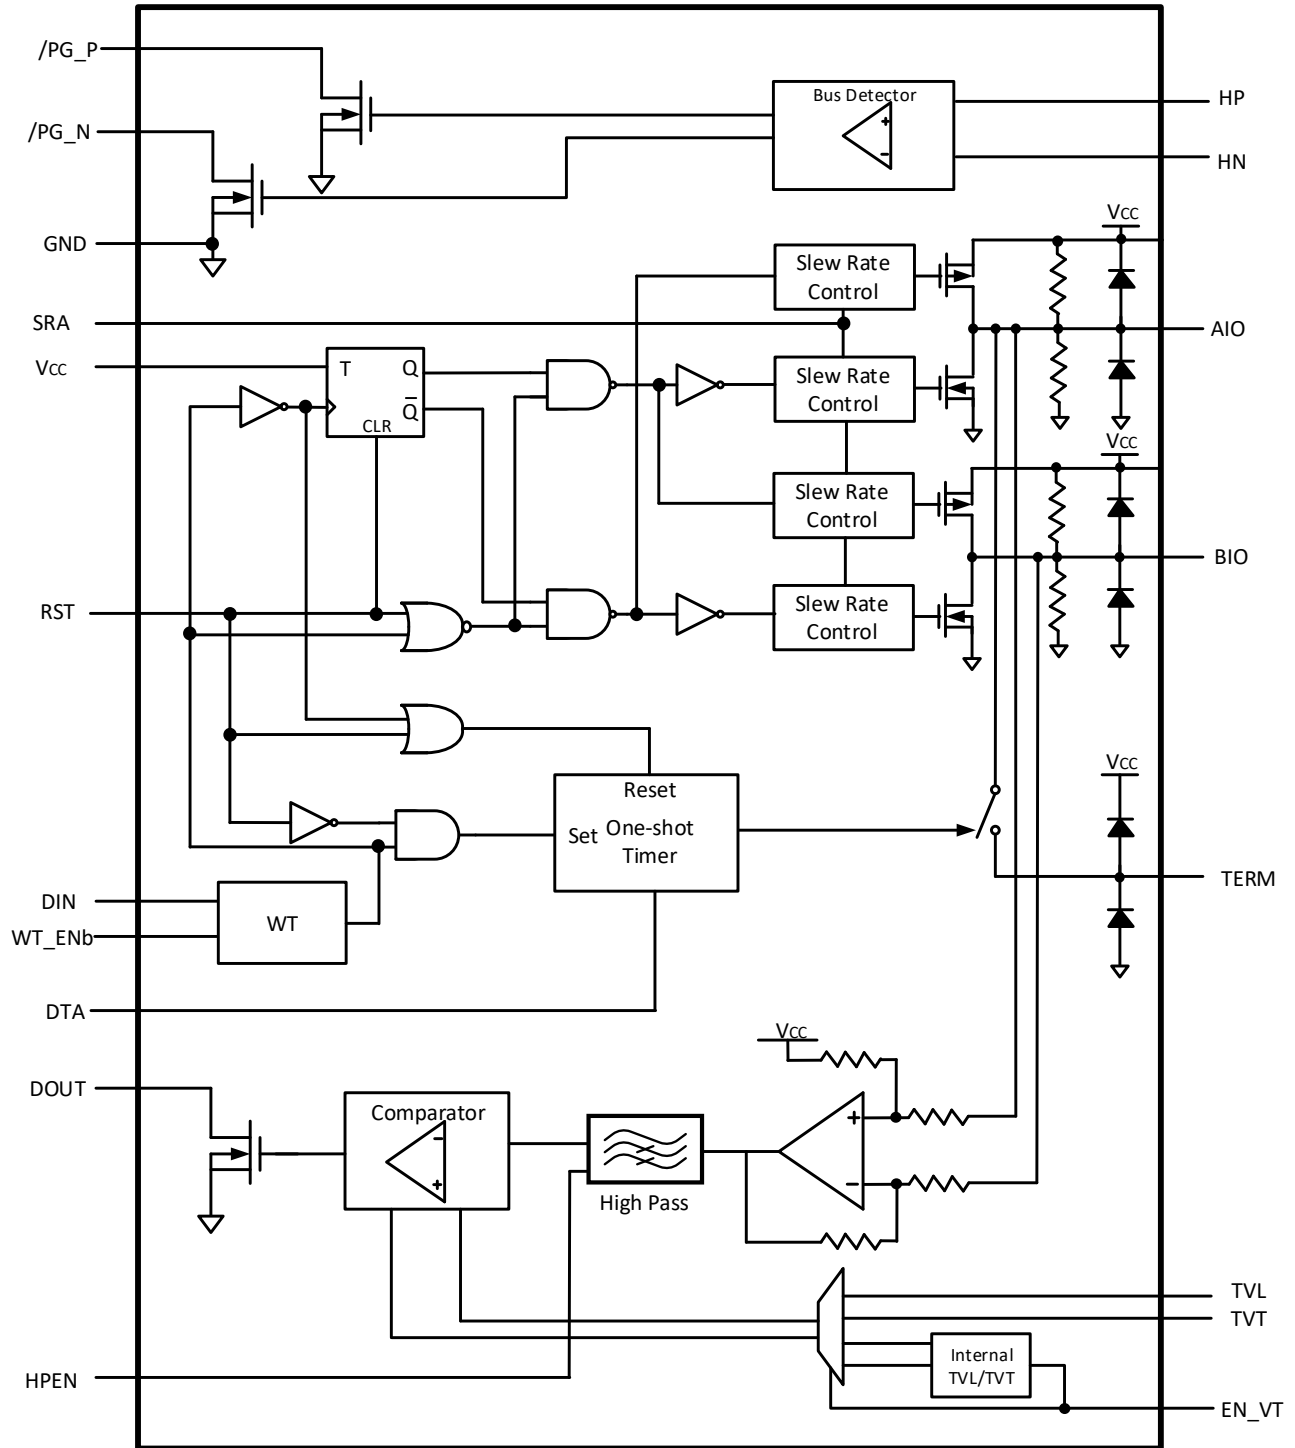 /PG_P
Bus Detector
+
−
HP
/PG_N
HN
GND
VCC
Slew Rate
Control
SRA
AIO
VCC
T
Q
Q̅
CLR
Slew Rate
Control
VCC
Slew Rate
Control
BIO
RST
Slew Rate
Control
VCC
Reset
Set
One-shot
Timer
TERM
DIN
WT_ENb
WT
DTA
VCC
DOUT
Comparator
−
+
+
−
High Pass
TVL
TVT
Internal
TVL/TVT
HPEN
EN_VT